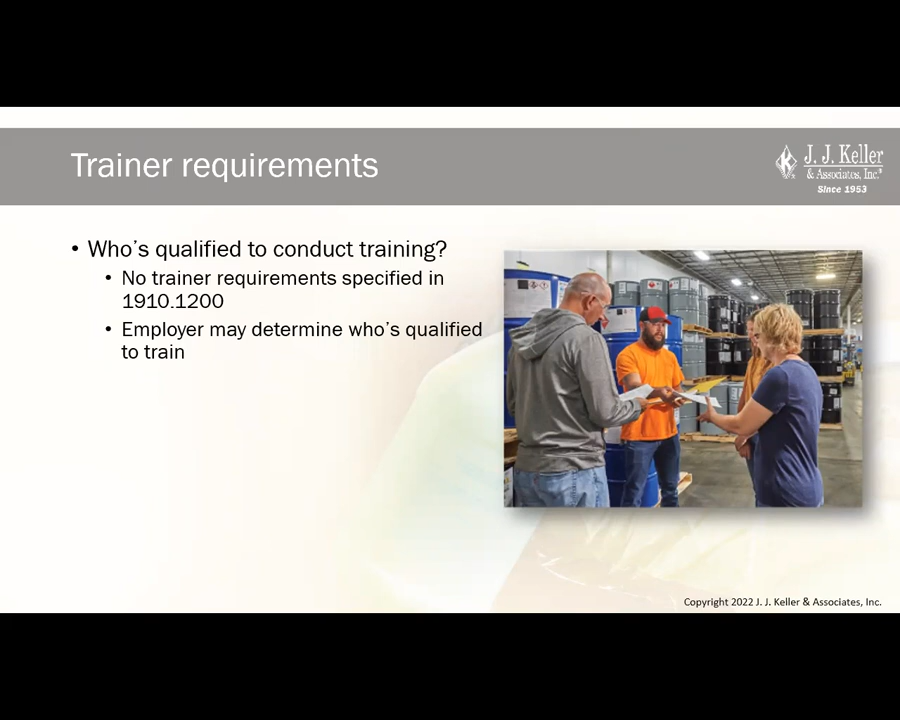 Trainer requirements
J. J. Keller
& Associates, Inc.®
Since 1953
• Who's qualified to conduct training?
• No trainer requirements specified in
1910.1200
• Employer may determine who's qualified
to train
Copyright 2022 J. J. Keller & Associates, Inc.